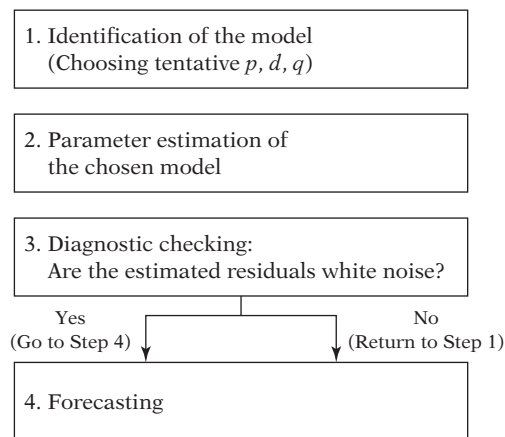 1. Identification of the model
(Choosing tentative p, d, q)
2. Parameter estimation of
the chosen model
3. Diagnostic checking:
Are the estimated residuals white noise?
Yes
(Go to Step 4)
No
(Return to Step 1)
4. Forecasting